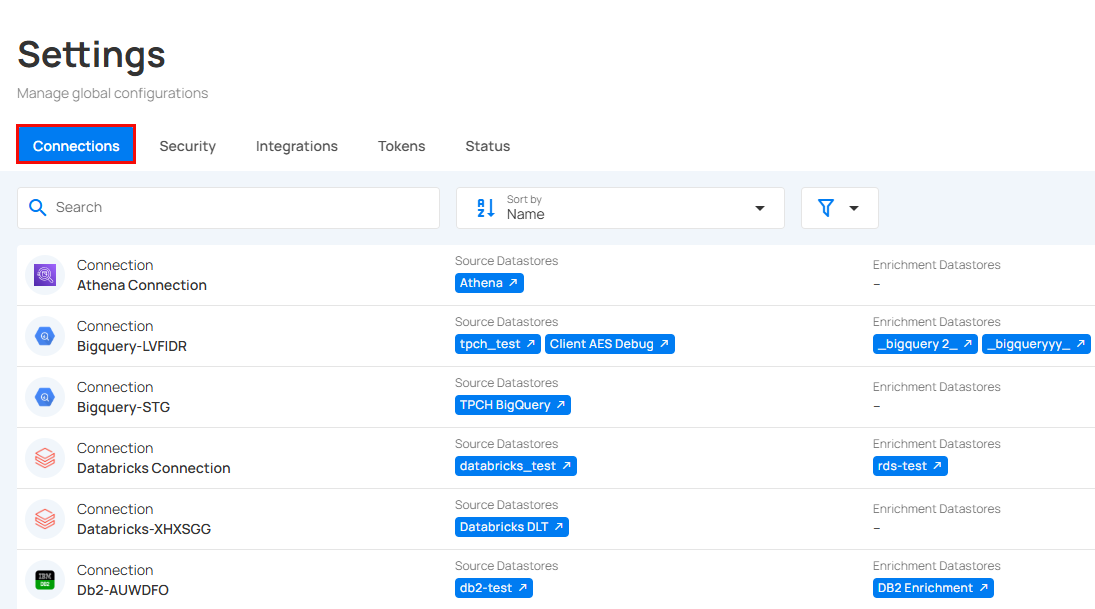 Settings
Manage global configurations
Connections Security Integrations Tokens Status
Search
Sort by
Name
Connection
Athena Connection
Source Datastores
Athena
Enrichment Datastores
–
Connection
Bigquery-LVFIDR
Source Datastores
tpch_test Client AES Debug
Enrichment Datastores
_bigquery 2_ _bigqueryyy_
Connection
Bigquery-STG
Source Datastores
TPCH BigQuery
Enrichment Datastores
–
Connection
Databricks Connection
Source Datastores
databricks_test
Enrichment Datastores
rds-test
Connection
Databricks-XHXSGG
Source Datastores
Databricks DLT
Enrichment Datastores
–
IBM
DB2
Connection
Db2-AUWDFO
Source Datastores
db2-test
Enrichment Datastores
DB2 Enrichment